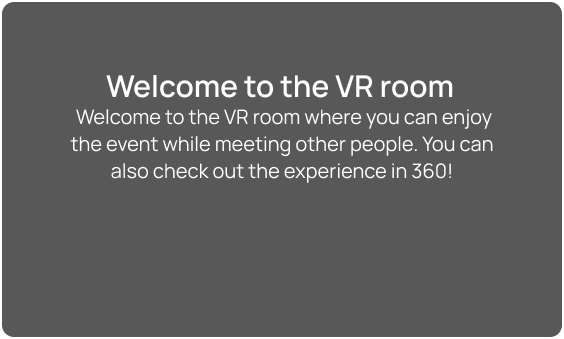 Welcome to the VR room
Welcome to the VR room where you can enjoy
the event while meeting other people. You can
also check out the experience in 360!